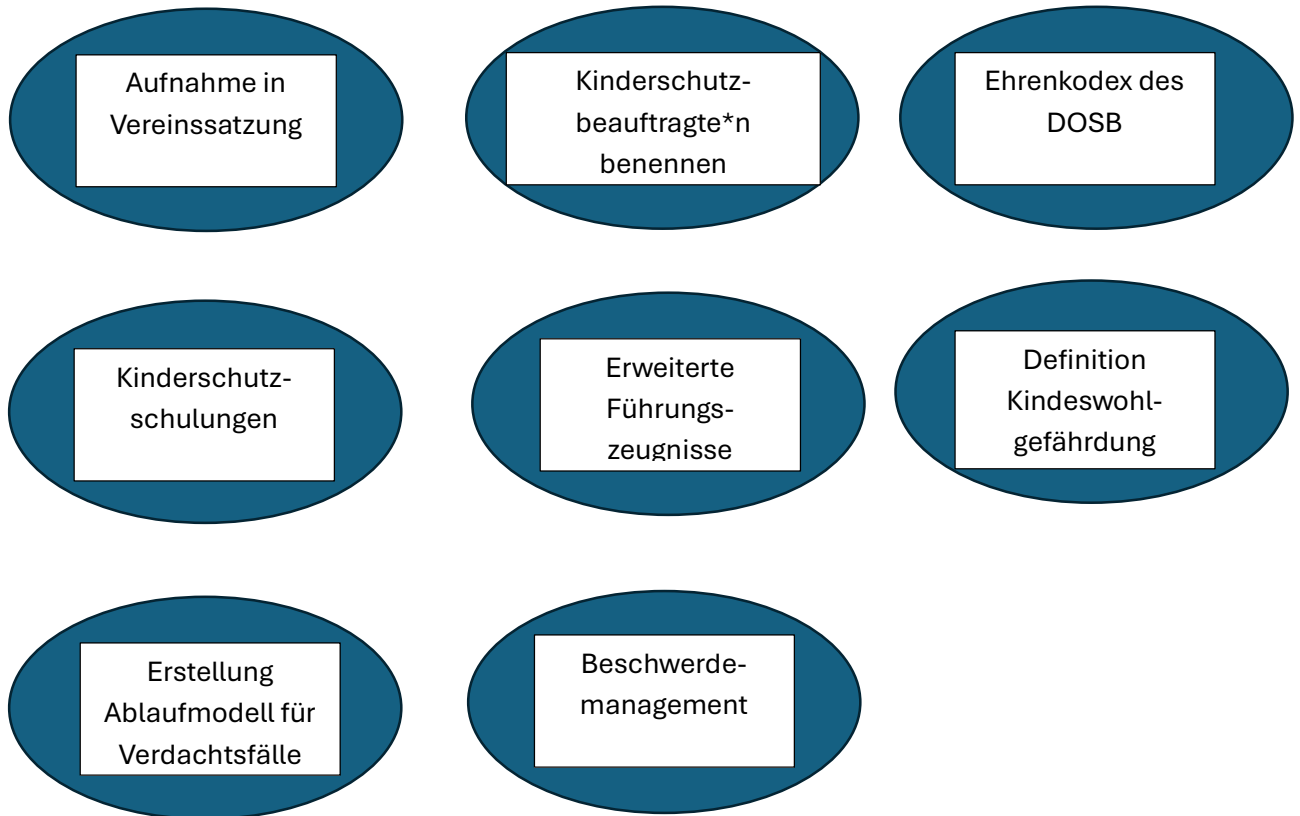 Aufnahme in
Vereinssatzung
Kinderschutz-
beauftragte*n
benennen
Ehrenkodex des
DOSB
Kinderschutz-
schulungen
Erweiterte
Führungs-
zeugnisse
Definition
Kindeswohl-
gefährdung
Erstellung
Ablaufmodell für
Verdachtsfälle
Beschwerde-
management